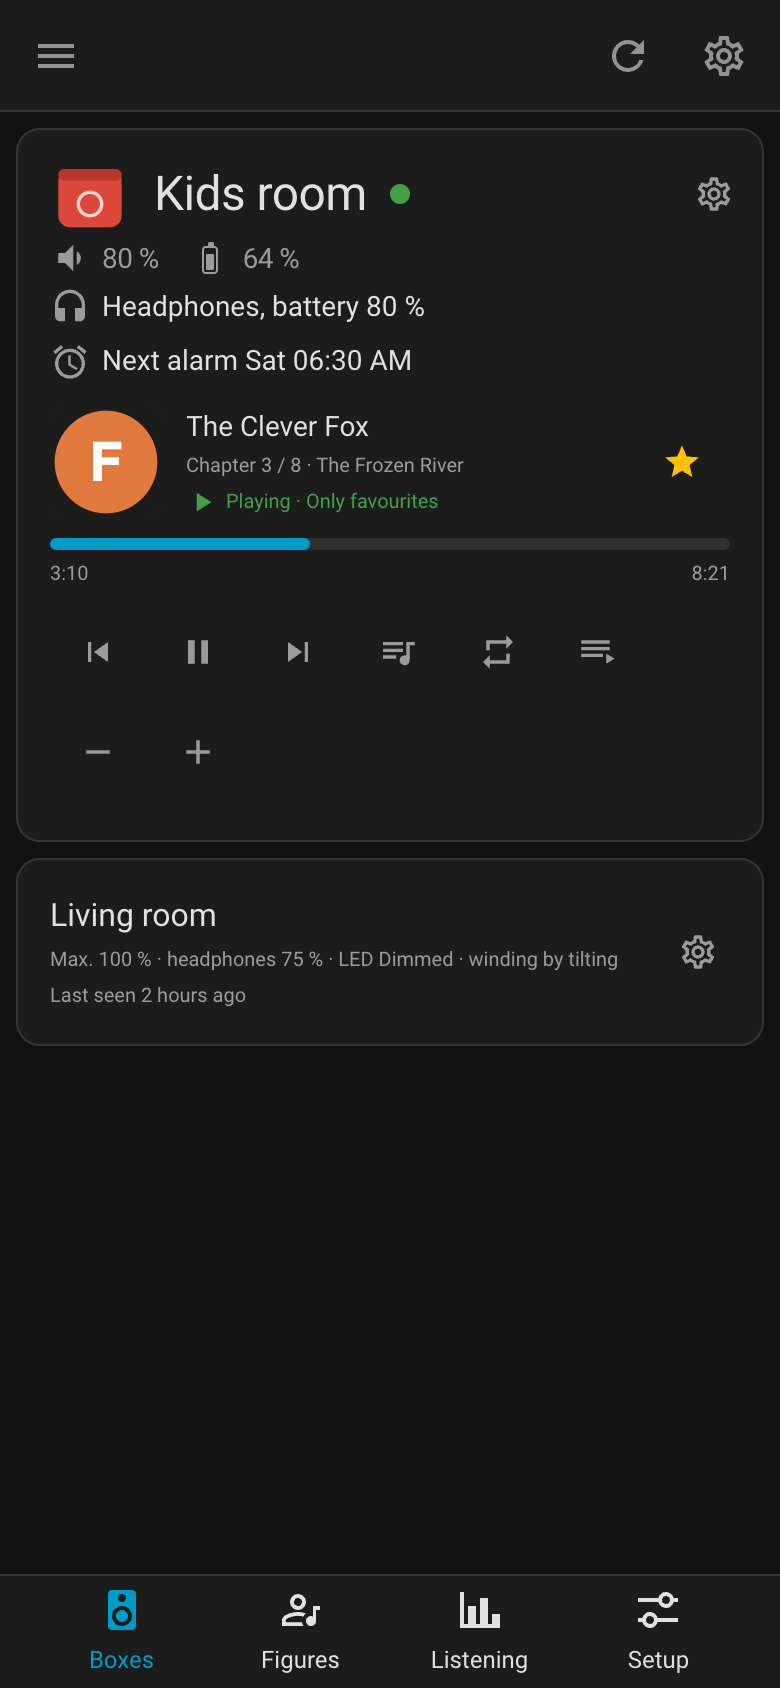 Kids room
80 % 64 %
Headphones, battery 80 %
Next alarm Sat 06:30 AM
F
The Clever Fox
Chapter 3 / 8 · The Frozen River
Playing · Only favourites
3:10 8:21
Living room
Max. 100 % · headphones 75 % · LED Dimmed · winding by tilting
Last seen 2 hours ago
Boxes Figures Listening Setup